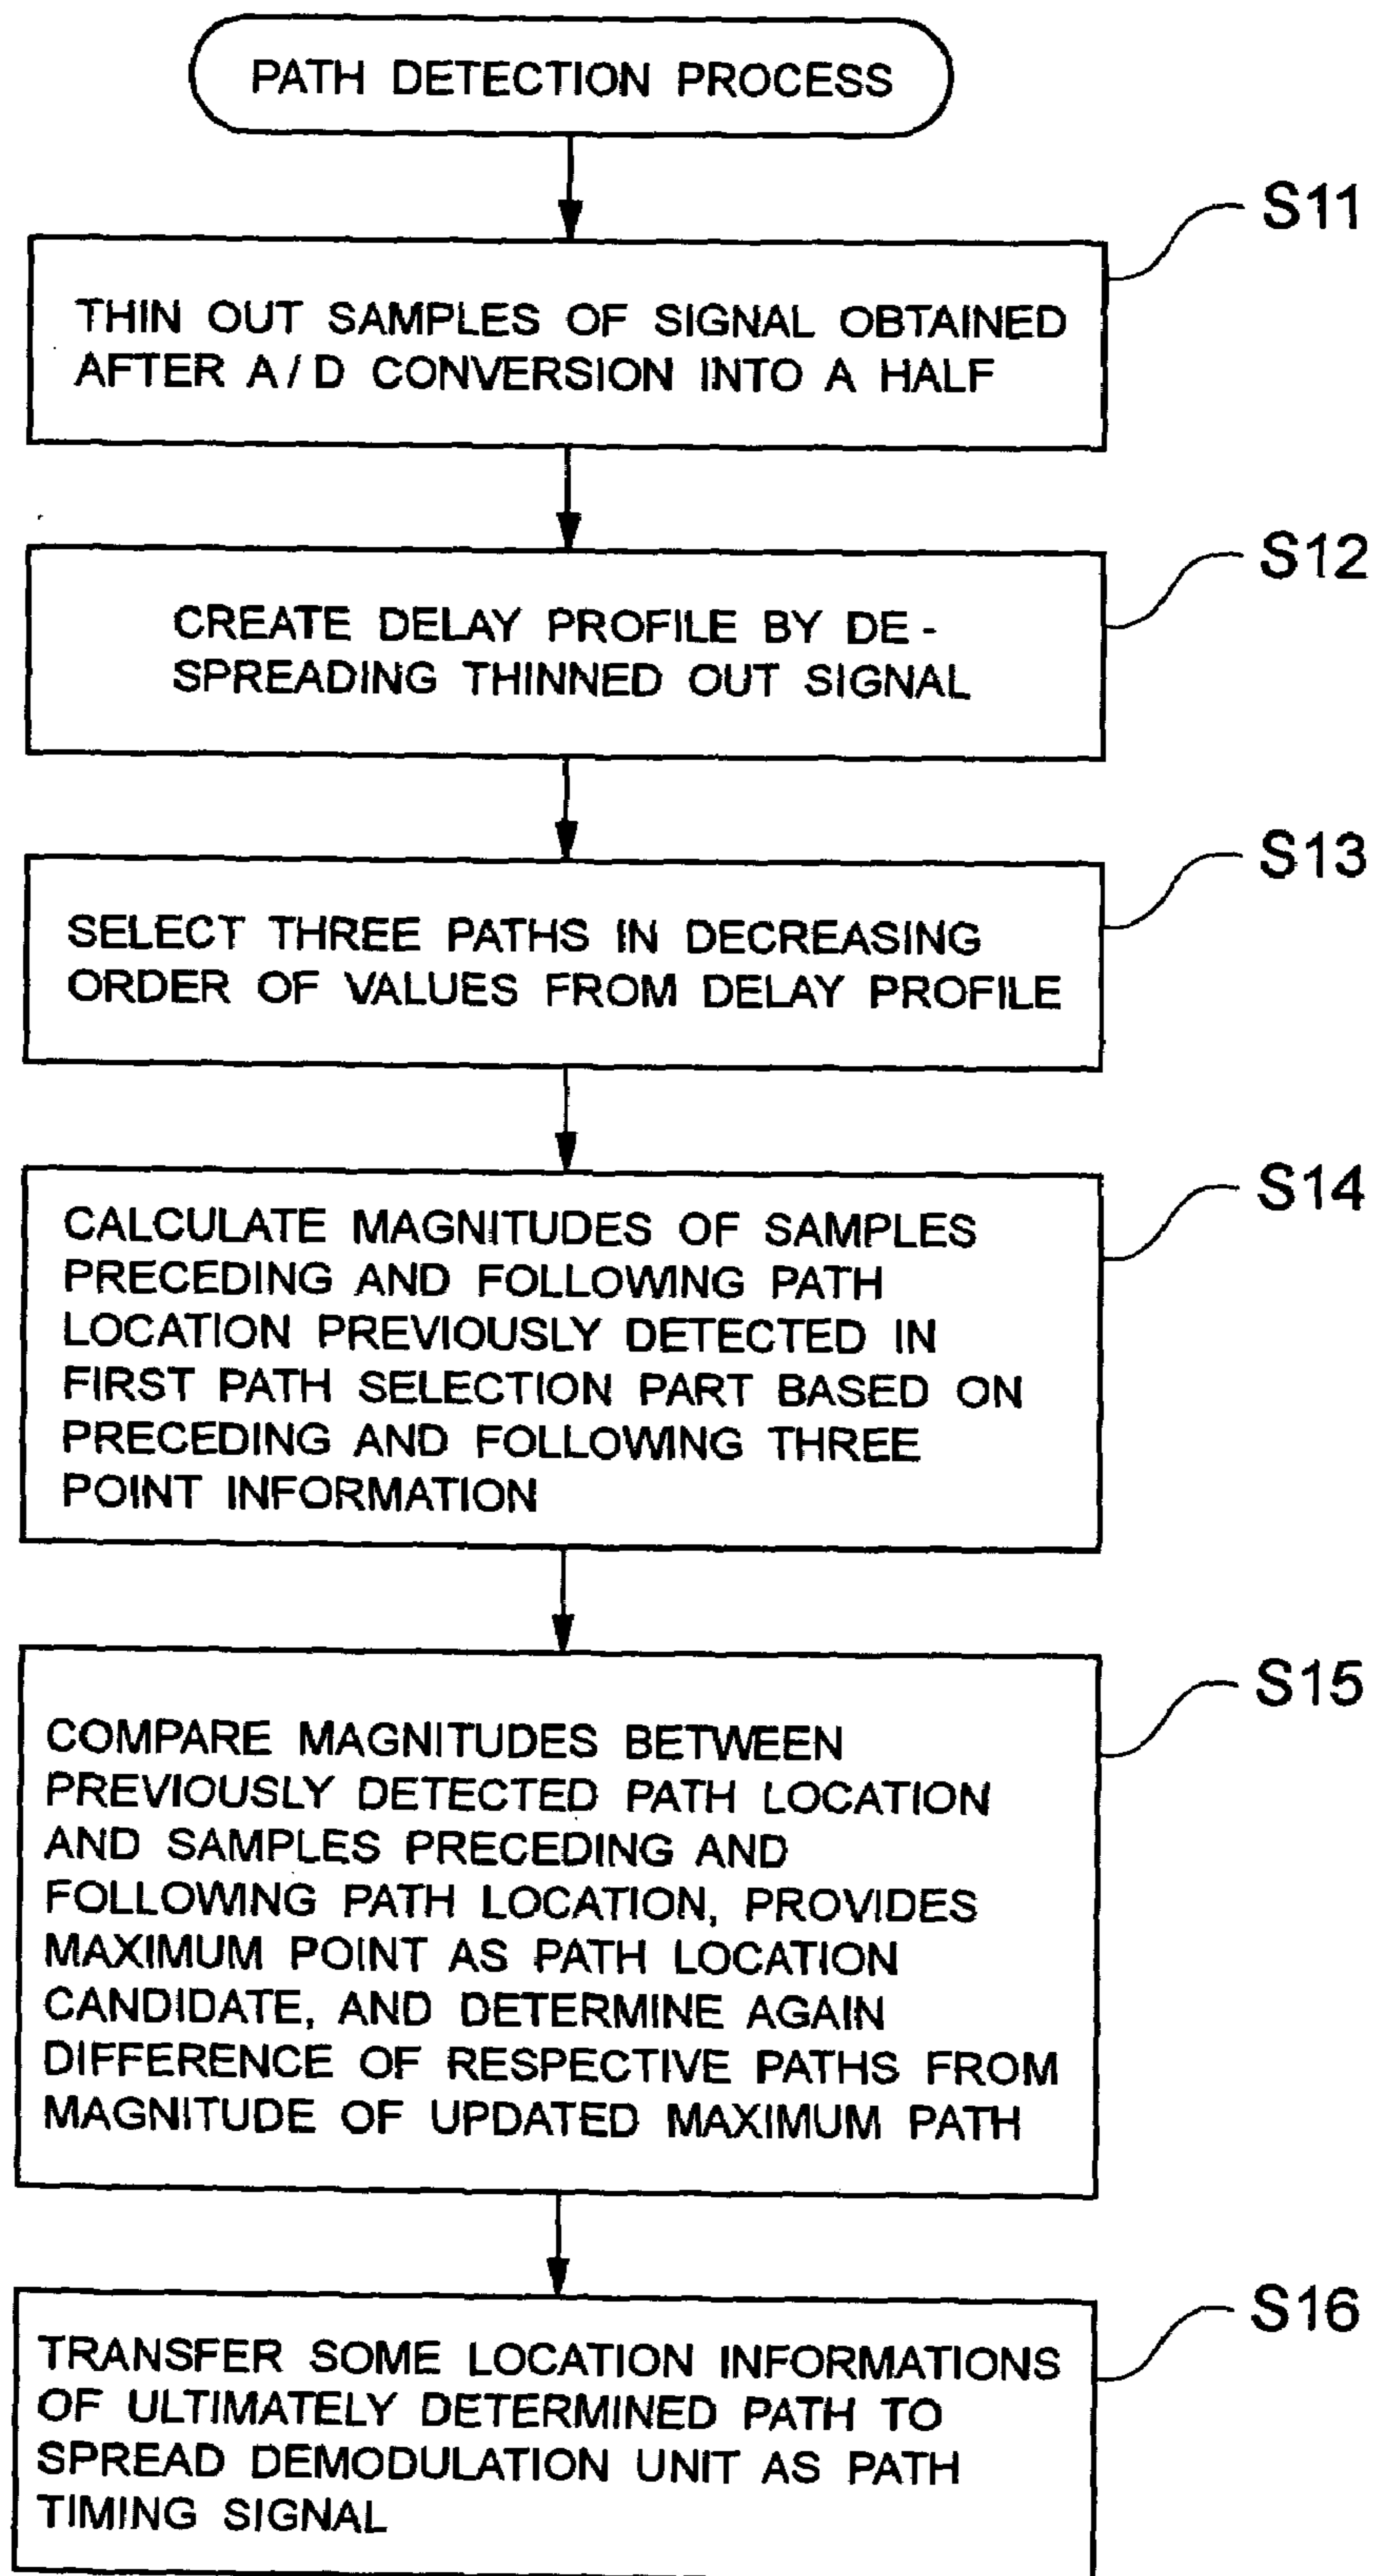 PATH DETECTION PROCESS
S11
THIN OUT SAMPLES OF SIGNAL OBTAINED
AFTER A/D CONVERSION INTO A HALF
S12
CREATE DELAY PROFILE BY DE-
SPREADING THINNED OUT SIGNAL
S13
SELECT THREE PATHS IN DECREASING
ORDER OF VALUES FROM DELAY PROFILE
S14
CALCULATE MAGNITUDES OF SAMPLES
PRECEDING AND FOLLOWING PATH
LOCATION PREVIOUSLY DETECTED IN
FIRST PATH SELECTION PART BASED ON
PRECEDING AND FOLLOWING THREE
POINT INFORMATION
S15
COMPARE MAGNITUDES BETWEEN
PREVIOUSLY DETECTED PATH LOCATION
AND SAMPLES PRECEDING AND
FOLLOWING PATH LOCATION, PROVIDES
MAXIMUM POINT AS PATH LOCATION
CANDIDATE, AND DETERMINE AGAIN
DIFFERENCE OF RESPECTIVE PATHS FROM
MAGNITUDE OF UPDATED MAXIMUM PATH
S16
TRANSFER SOME LOCATION INFORMATIONS
OF ULTIMATELY DETERMINED PATH TO
SPREAD DEMODULATION UNIT AS PATH
TIMING SIGNAL